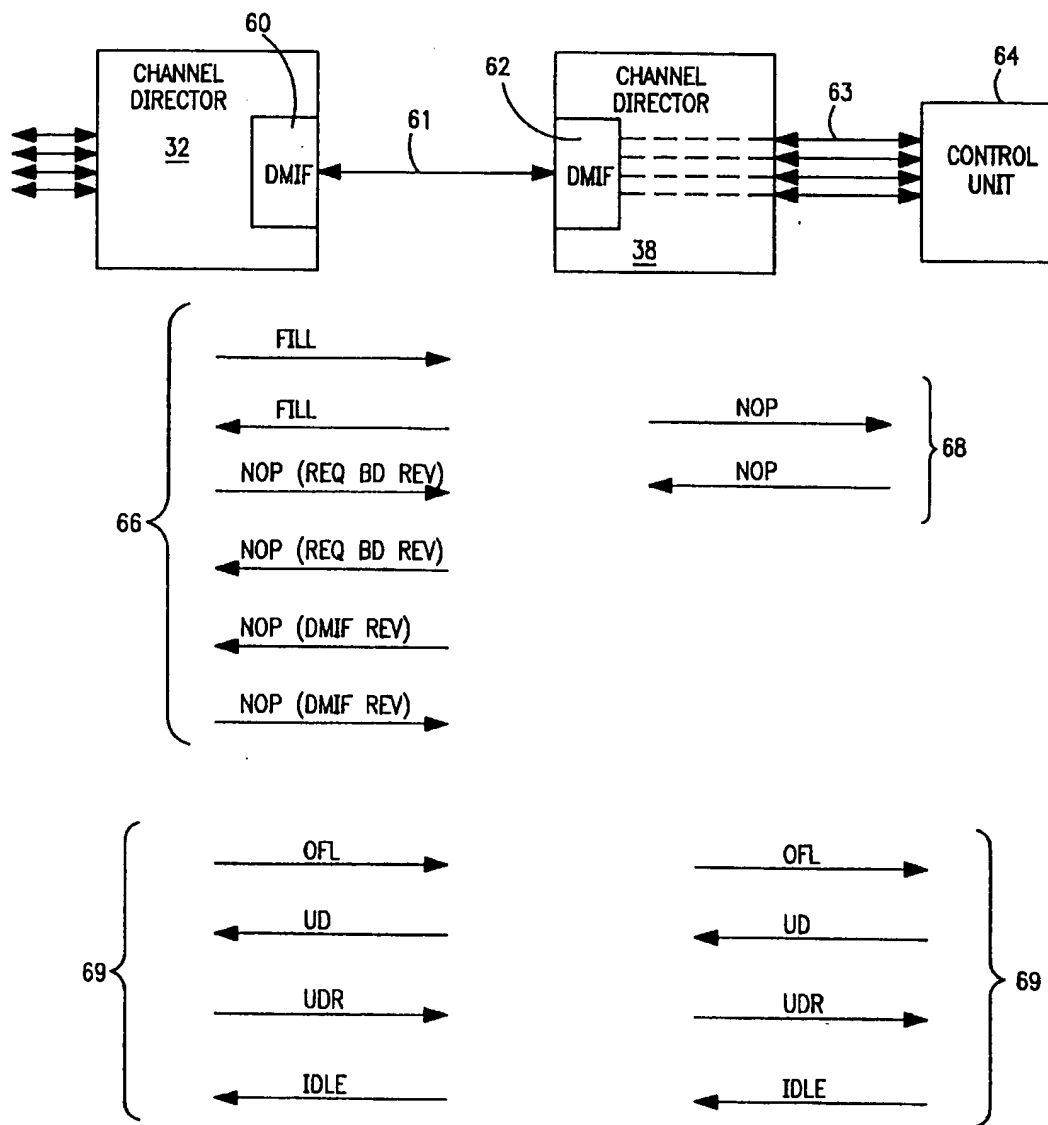 60
CHANNEL
DIRECTOR
32
DMIF
61
62
CHANNEL
DIRECTOR
DMIF
38
63
64
CONTROL
UNIT
66
FILL
FILL
NOP (REQ BD REV)
NOP (REQ BD REV)
NOP (DMIF REV)
NOP (DMIF REV)
NOP
NOP
68
69
OFL
UD
UDR
IDLE
OFL
UD
UDR
IDLE
69